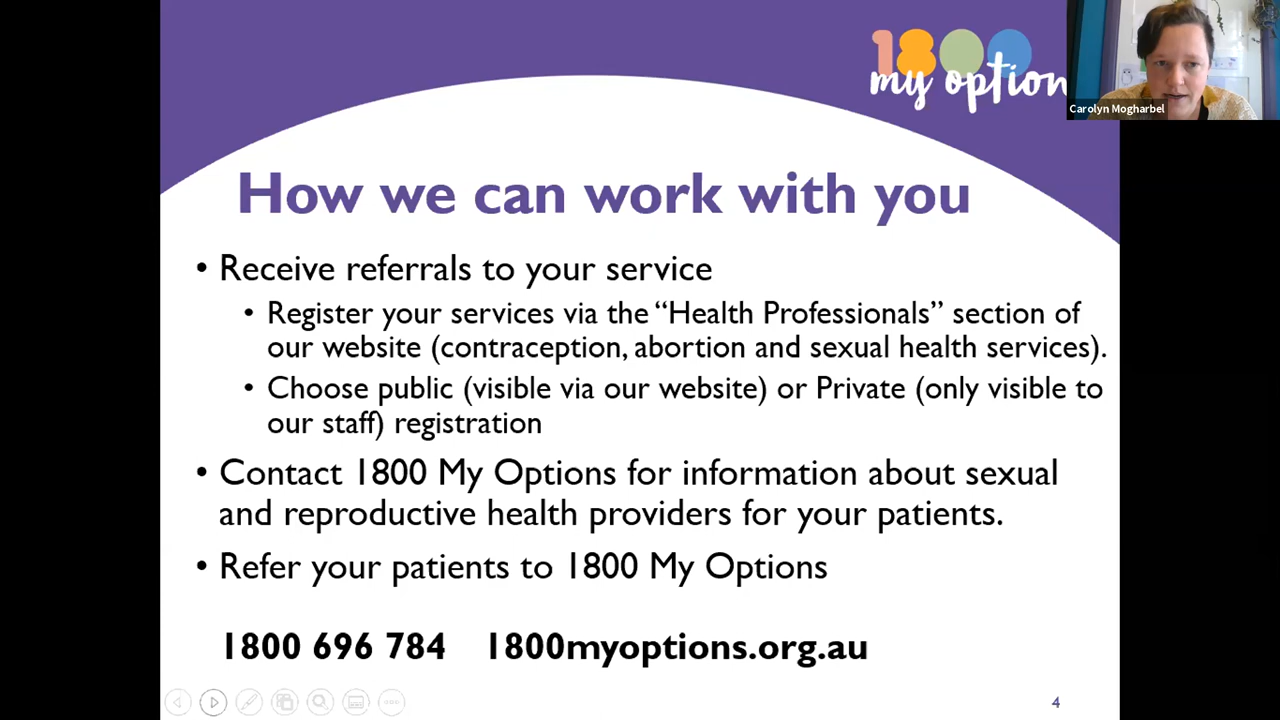 1800
my option
Carolyn Mogharbel
How we can work with you
• Receive referrals to your service
• Register your services via the “Health Professionals” section of
our website (contraception, abortion and sexual health services).
• Choose public (visible via our website) or Private (only visible to
our staff) registration
• Contact 1800 My Options for information about sexual
and reproductive health providers for your patients.
• Refer your patients to 1800 My Options
1800 696 784 1800myoptions.org.au
4